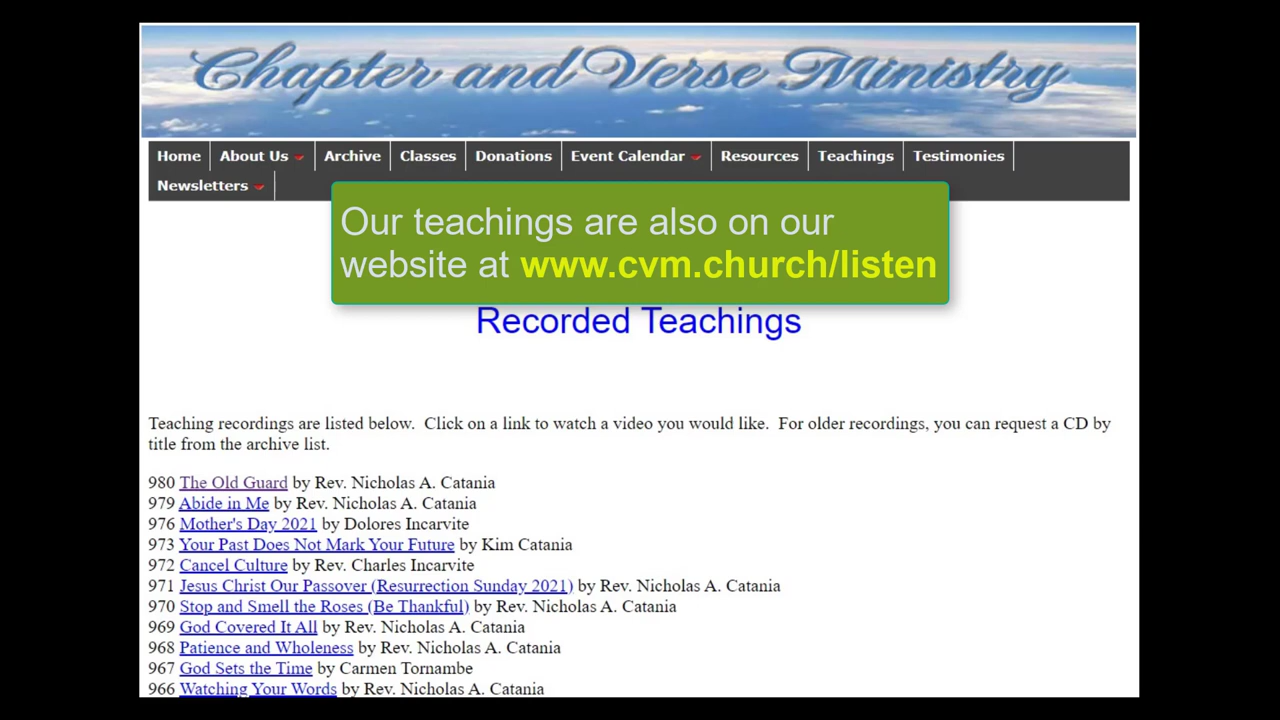 Chapter and Verse Ministry
Home About Us Archive Classes Donations Event Calendar Resources Teachings Testimonies
Newsletters
Our teachings are also on our
website at www.cvm.church/listen
Recorded Teachings
Teaching recordings are listed below.  Click on a link to watch a video you would like.  For older recordings, you can request a CD by
title from the archive list.
980 The Old Guard by Rev. Nicholas A. Catania
979 Abide in Me by Rev. Nicholas A. Catania
976 Mother's Day 2021 by Dolores Incarvite
973 Your Past Does Not Mark Your Future by Kim Catania
972 Cancel Culture by Rev. Charles Incarvite
971 Jesus Christ Our Passover (Resurrection Sunday 2021) by Rev. Nicholas A. Catania
970 Stop and Smell the Roses (Be Thankful) by Rev. Nicholas A. Catania
969 God Covered It All by Rev. Nicholas A. Catania
968 Patience and Wholeness by Rev. Nicholas A. Catania
967 God Sets the Time by Carmen Tornambe
966 Watching Your Words by Rev. Nicholas A. Catania